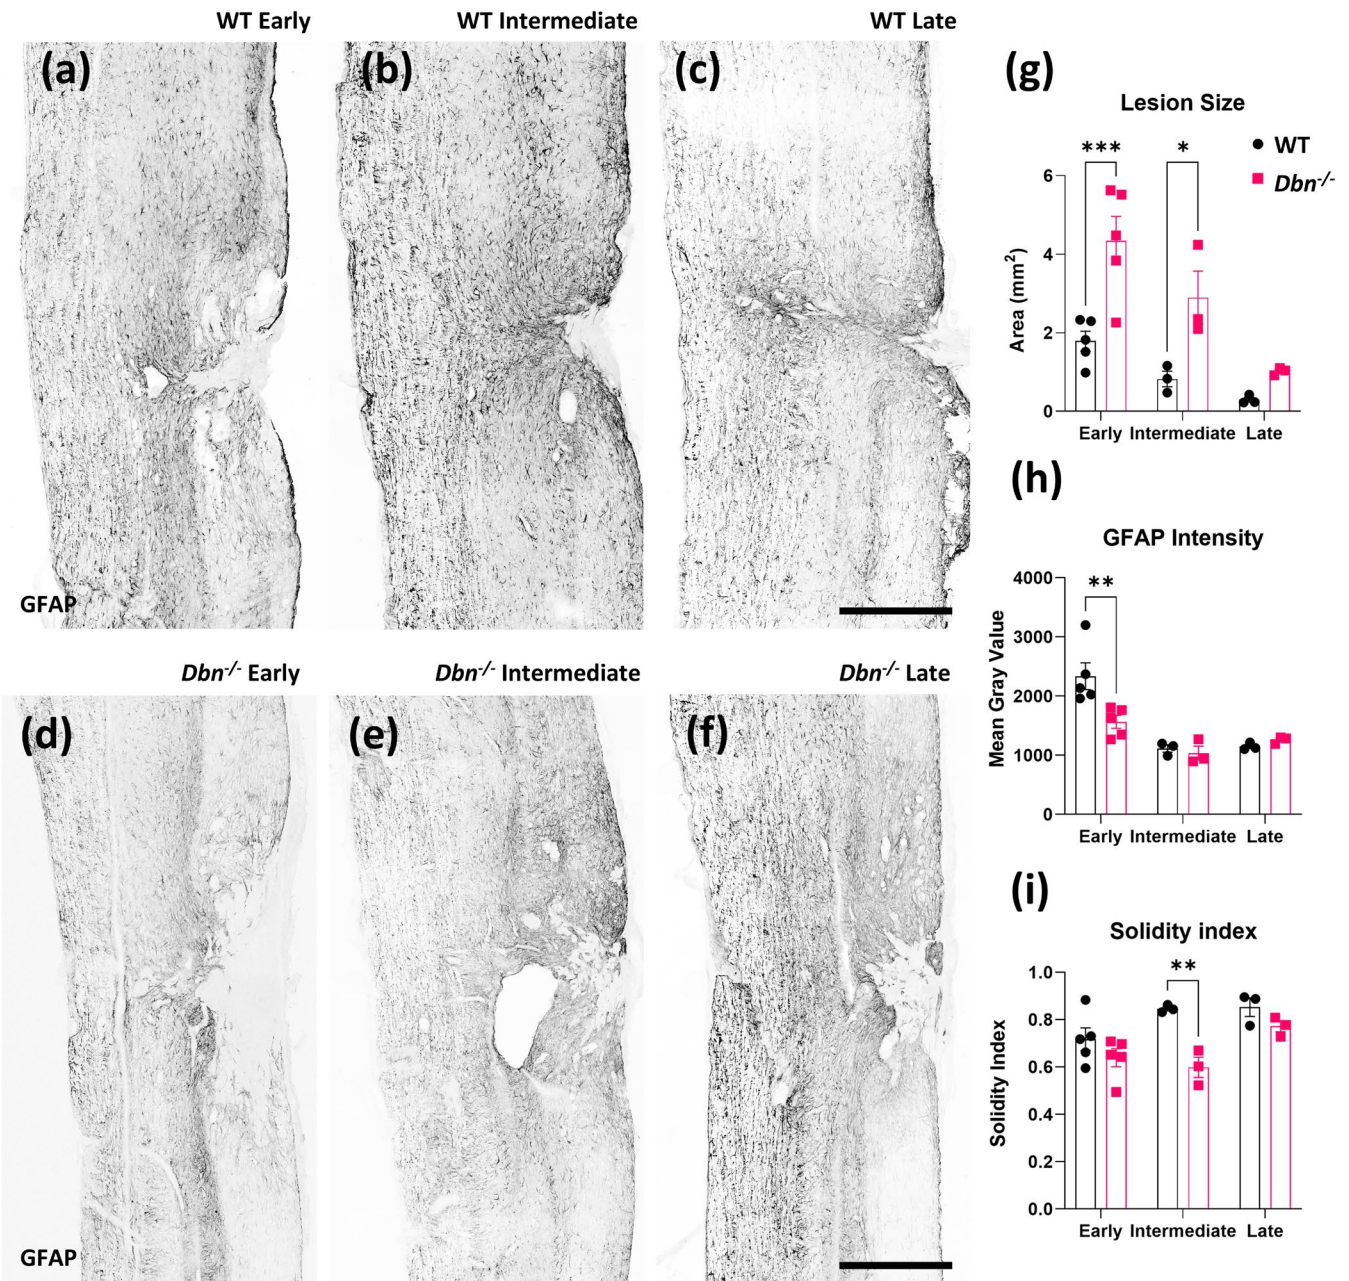 WT Early
WT Intermediate
WT Late
(a)
(b)
(c)
GFAP
Dbn-/- Early
Dbn-/- Intermediate
Dbn-/- Late
(d)
(e)
(f)
GFAP
(g)
Lesion Size
WT
Dbn-/-
***
*
Area (mm²)
6
4
2
0
Early Intermediate Late
(h)
GFAP Intensity
**
Mean Gray Value
4000
3000
2000
1000
0
Early Intermediate Late
(i)
Solidity index
**
Solidity Index
1.0
0.8
0.6
0.4
0.2
0.0
Early Intermediate Late